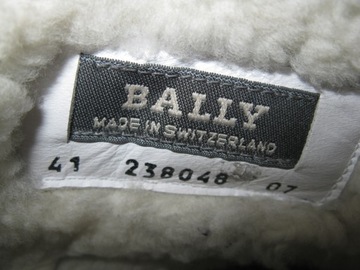 BALLY
MADE IN SWITZERLAND
41 238048 07